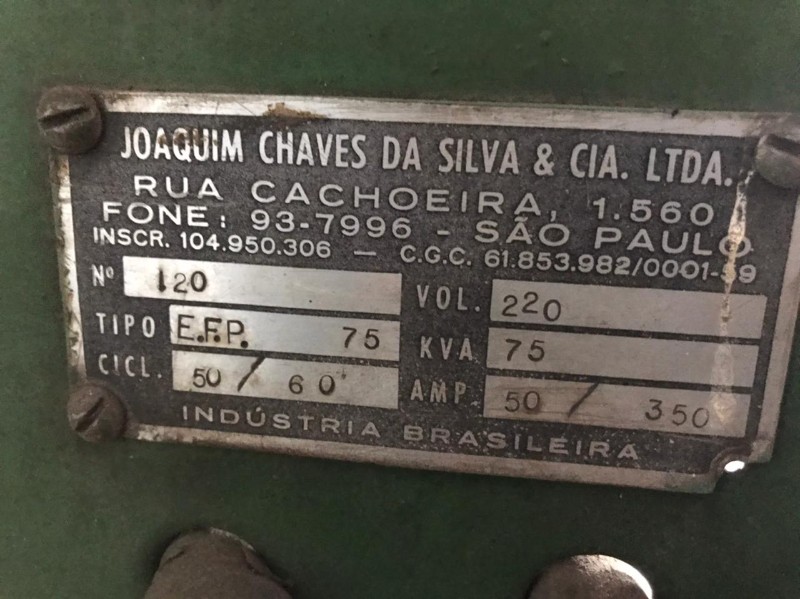 JOAQUIM CHAVES DA SILVA & CIA. LTDA.
RUA CACHOEIRA, 1.560
FONE: 93-7996 - SÃO PAULO
INSCR. 104.950.306 — C.G.C. 61.853.982/0001-
Nº 120 VOL. 220
TIPO E.F.P. 75 KVA 75
CICL. 50 / 60 AMP 50 / 350
INDÚSTRIA BRASILEIRA